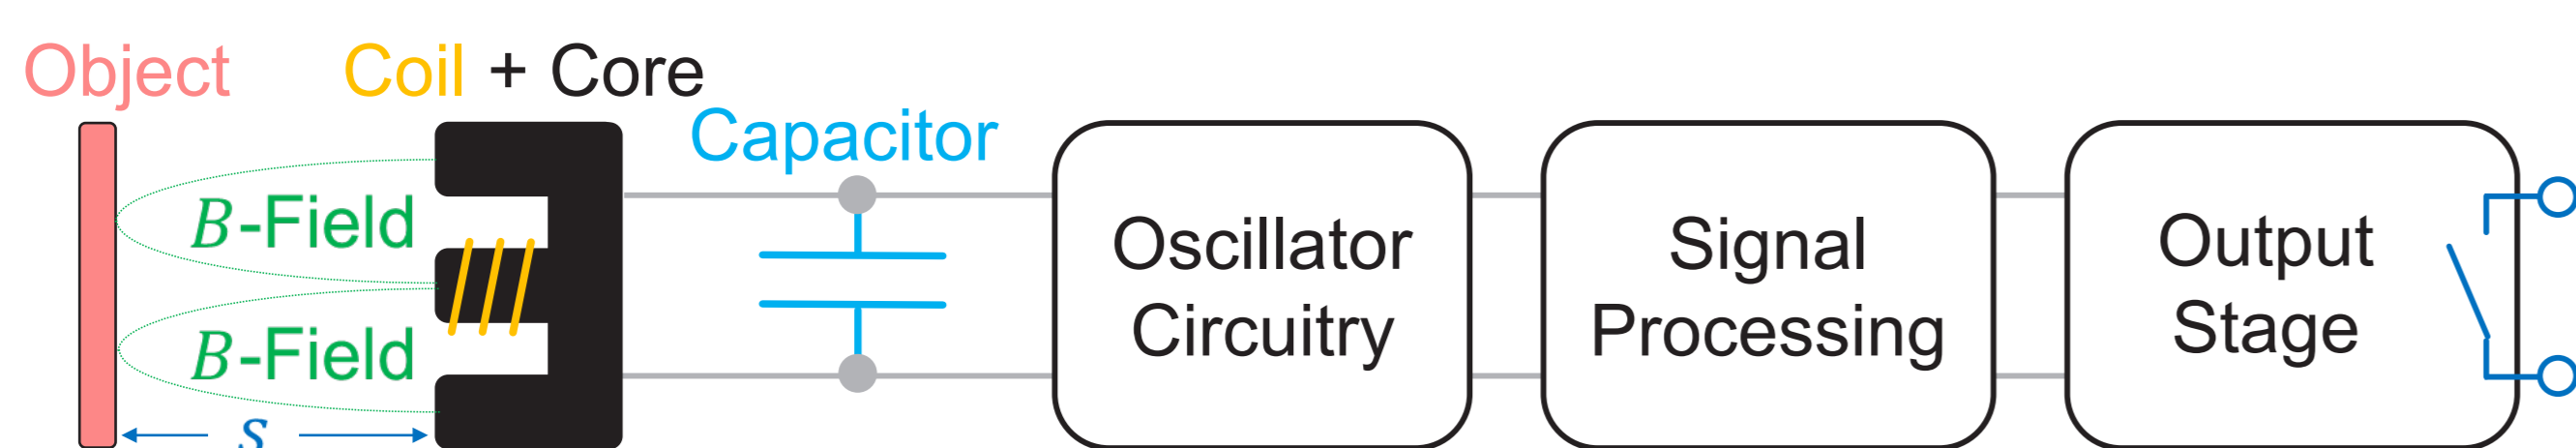 Object
Coil + Core
Capacitor
B-Field
B-Field
s
Oscillator
Circuitry
Signal
Processing
Output
Stage